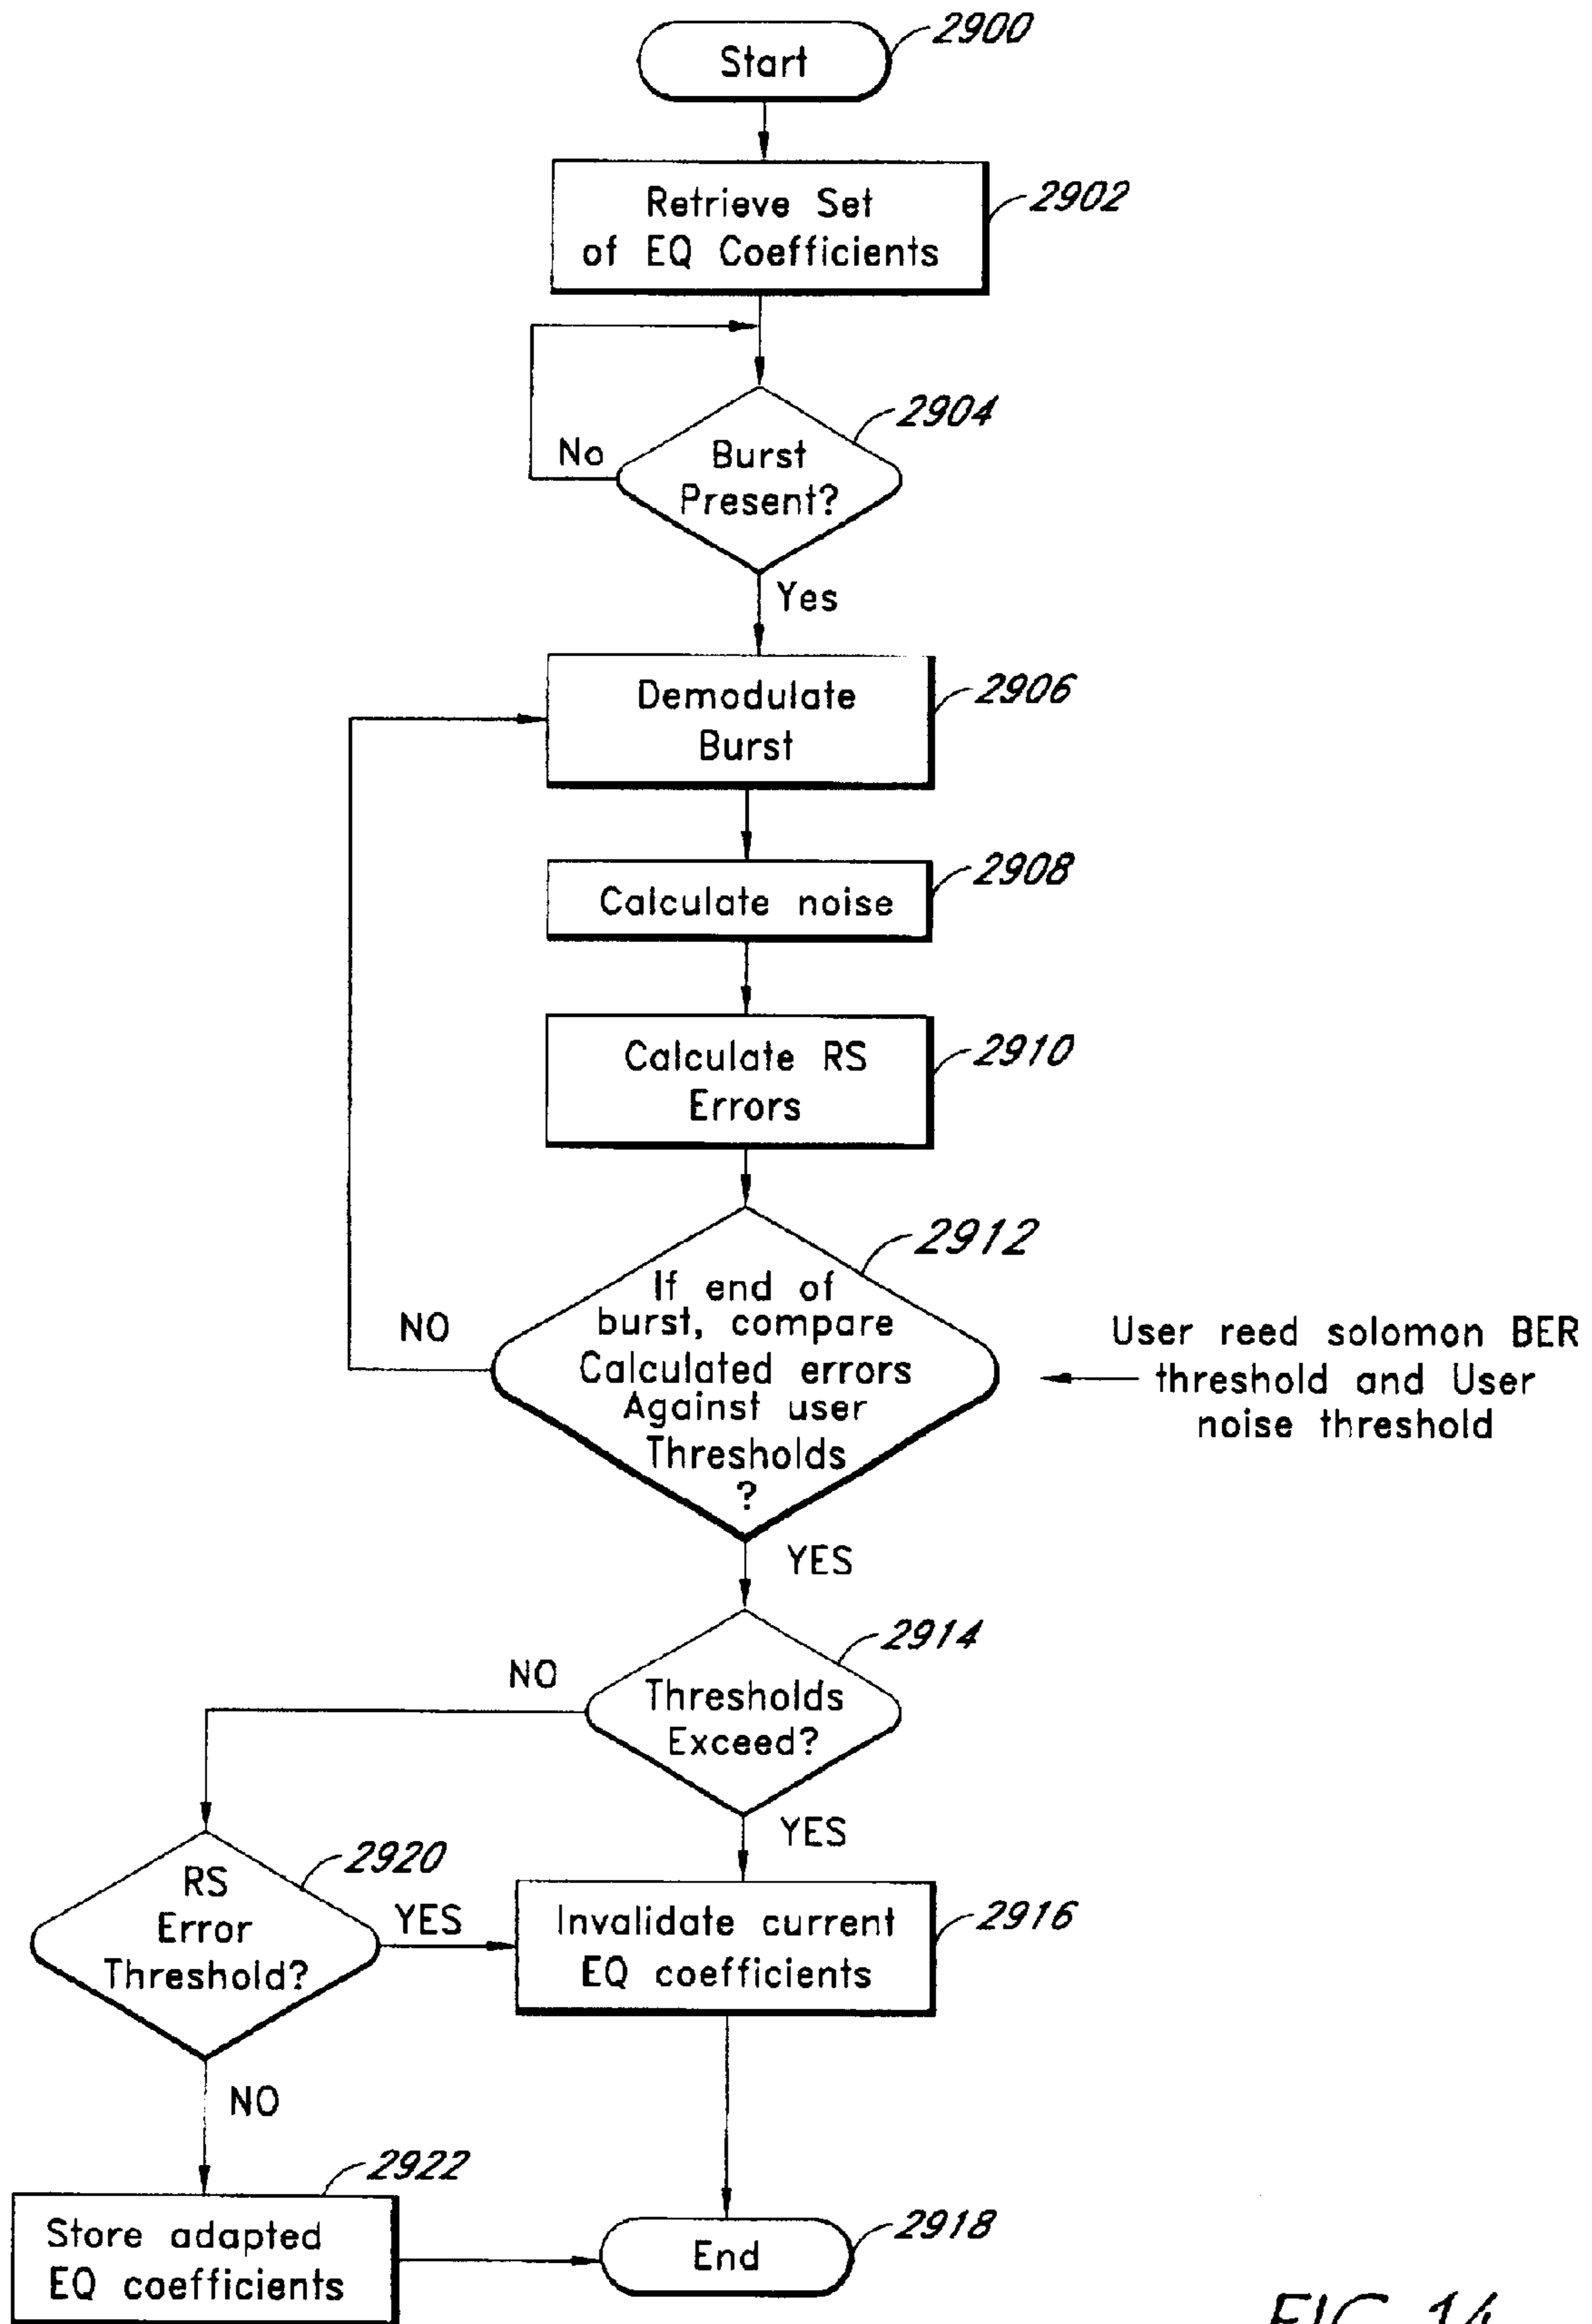 Start
2900
Retrieve Set
of EQ Coefficients
2902
No
Burst
Present?
2904
Yes
Demodulate
Burst
2906
Calculate noise
2908
Calculate RS
Errors
2910
NO
If end of
burst, compare
Calculated errors
Against user
Thresholds
?
2912
User reed solomon BER
threshold and User
noise threshold
YES
NO
Thresholds
Exceed?
2914
YES
RS
Error
Threshold?
2920
YES
Invalidate current
EQ coefficients
2916
NO
Store adapted
EQ coefficients
2922
End
2918
FIG. 14